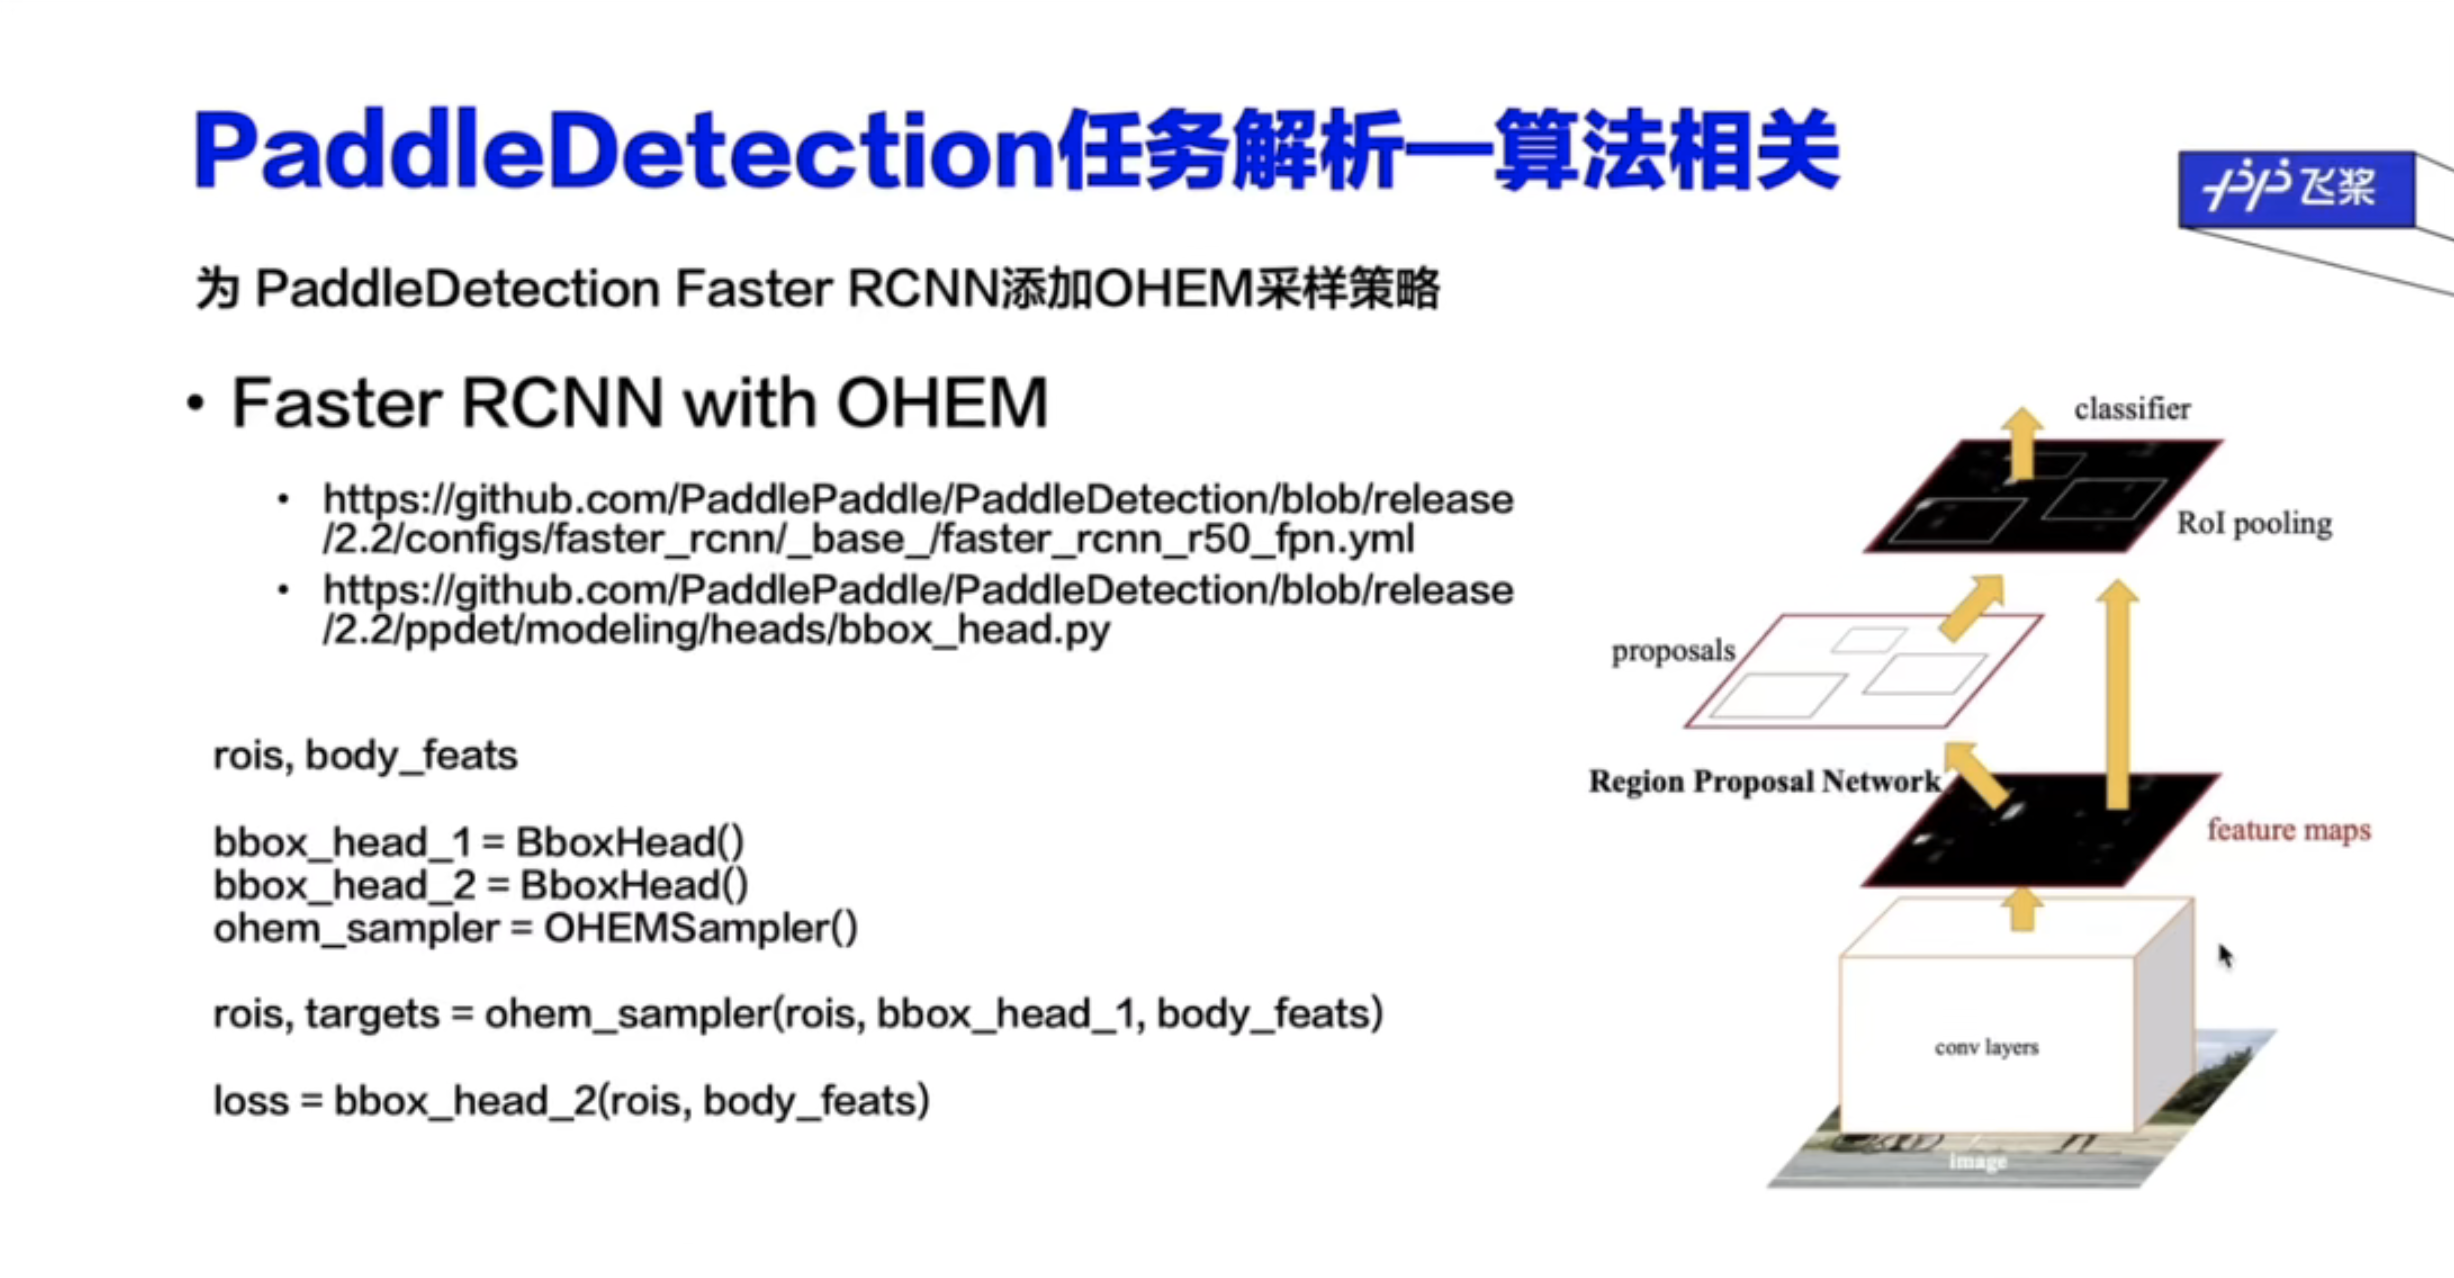 PaddleDetection任务解析—算法相关
飞桨
为 PaddleDetection Faster RCNN添加OHEM采样策略
• Faster RCNN with OHEM
• https://github.com/PaddlePaddle/PaddleDetection/blob/release
/2.2/configs/faster_rcnn/_base_/faster_rcnn_r50_fpn.yml
• https://github.com/PaddlePaddle/PaddleDetection/blob/release
/2.2/ppdet/modeling/heads/bbox_head.py
rois, body_feats
bbox_head_1 = BboxHead()
bbox_head_2 = BboxHead()
ohem_sampler = OHEMSampler()
rois, targets = ohem_sampler(rois, bbox_head_1, body_feats)
loss = bbox_head_2(rois, body_feats)
classifier
RoI pooling
proposals
Region Proposal Network
feature maps
conv layers
image